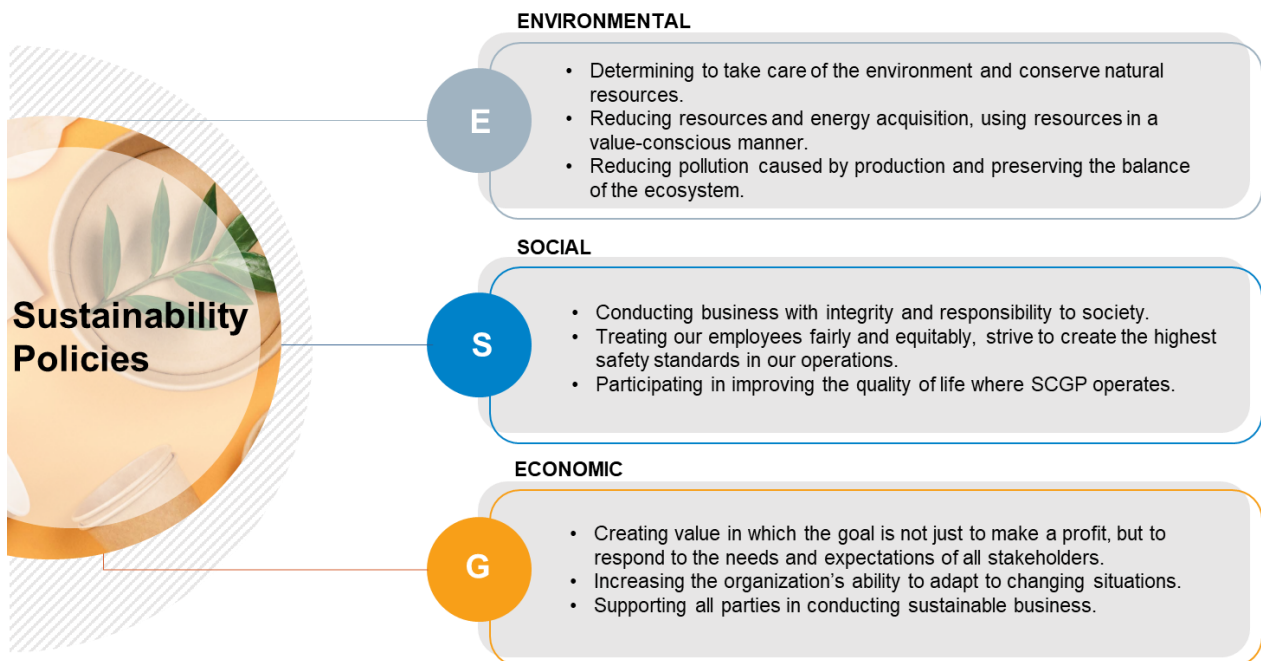 Sustainability
Policies
ENVIRONMENTAL
E
• Determining to take care of the environment and conserve natural
resources.
• Reducing resources and energy acquisition, using resources in a
value-conscious manner.
• Reducing pollution caused by production and preserving the balance
of the ecosystem.
SOCIAL
S
• Conducting business with integrity and responsibility to society.
• Treating our employees fairly and equitably, strive to create the highest
safety standards in our operations.
• Participating in improving the quality of life where SCGP operates.
ECONOMIC
G
• Creating value in which the goal is not just to make a profit, but to
respond to the needs and expectations of all stakeholders.
• Increasing the organization’s ability to adapt to changing situations.
• Supporting all parties in conducting sustainable business.